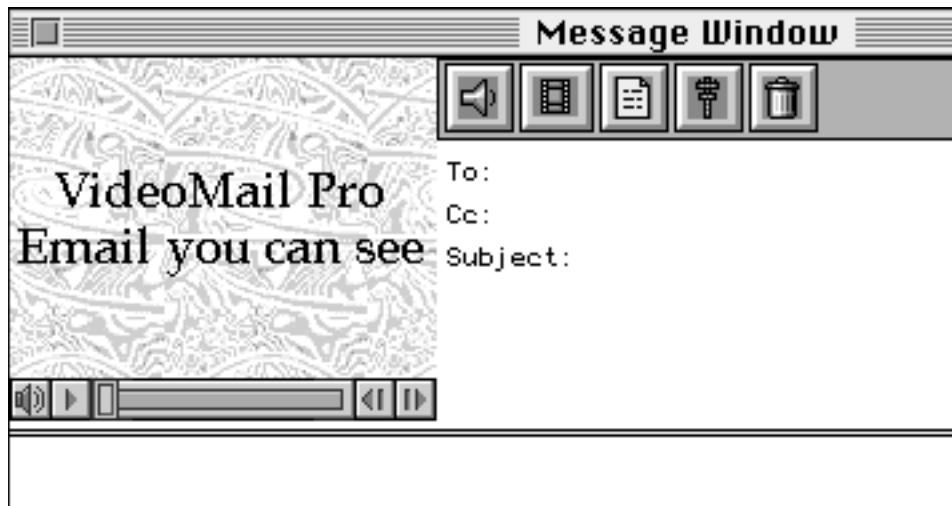 Message Window
VideoMail Pro
Email you can see
To:
Cc:
Subject: